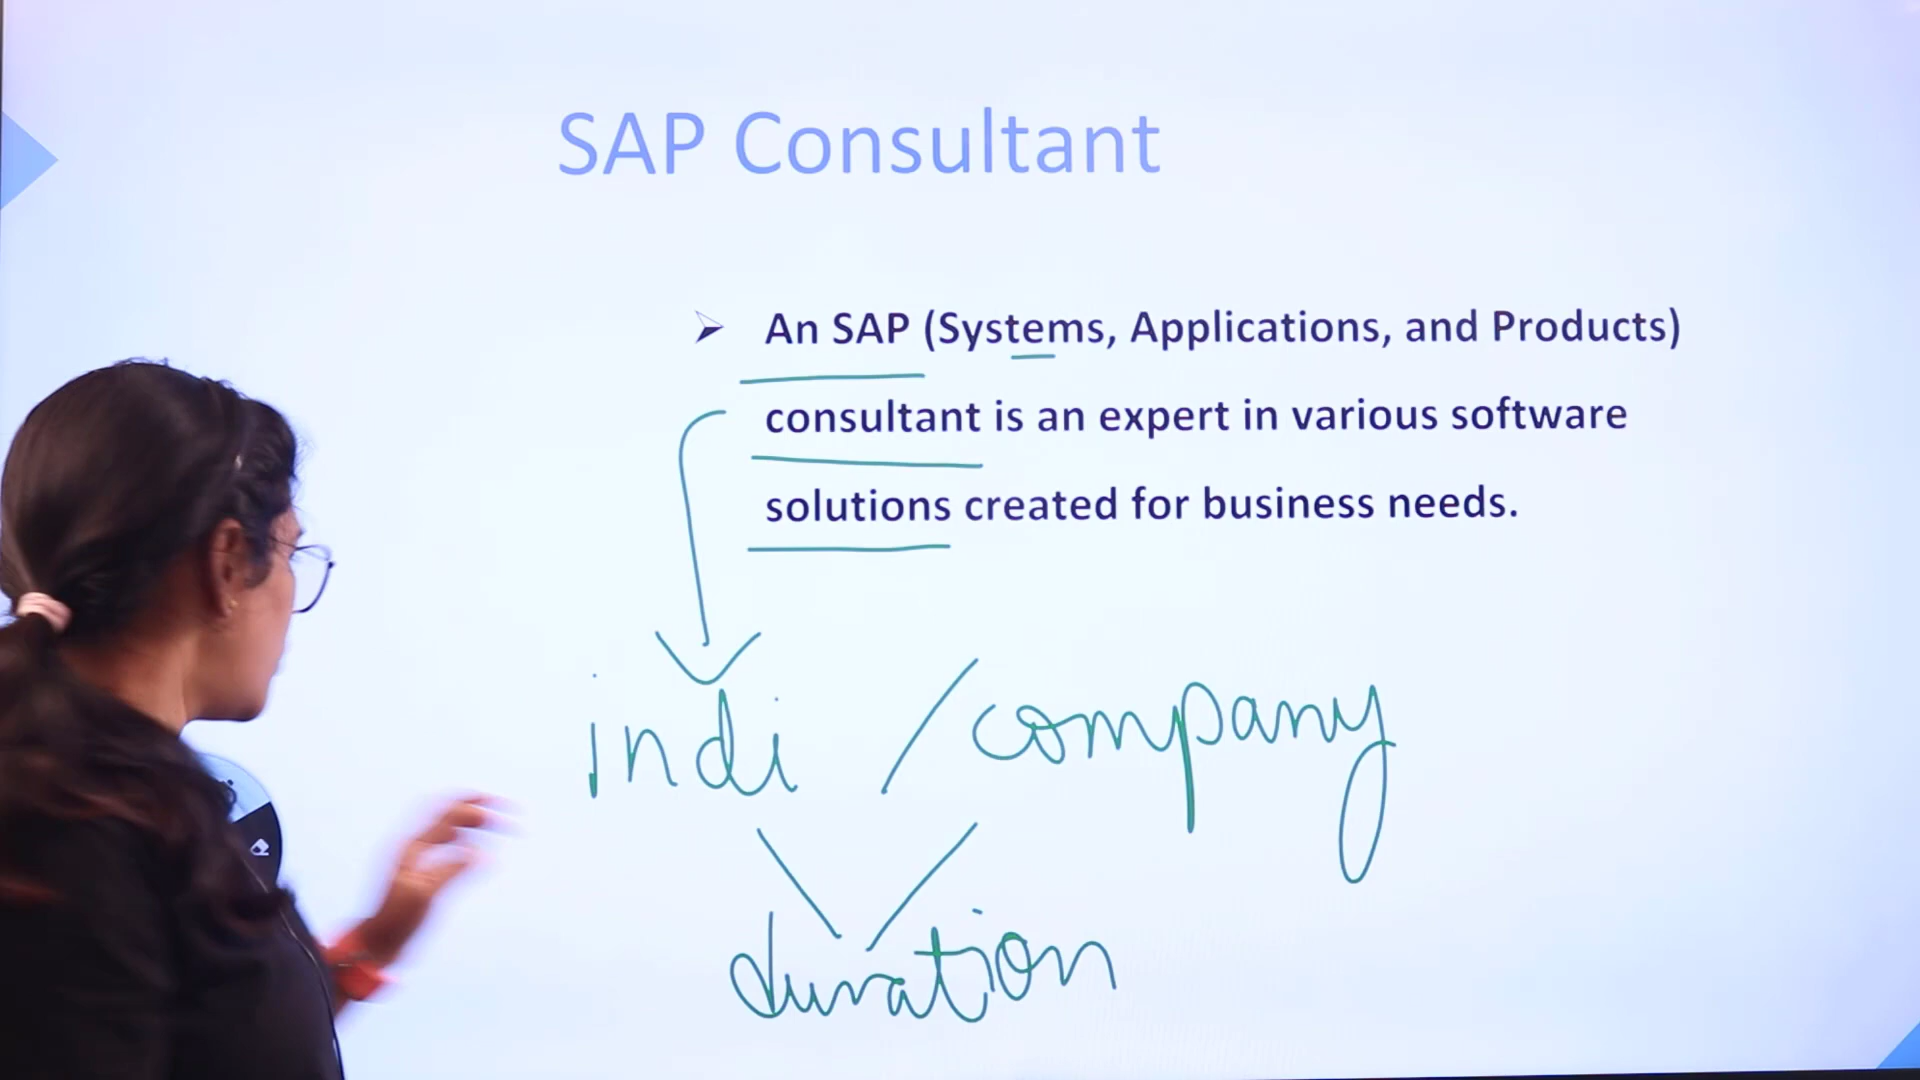 SAP Consultant
➢ An SAP (Systems, Applications, and Products)
consultant is an expert in various software
solutions created for business needs.
indi / company
duration